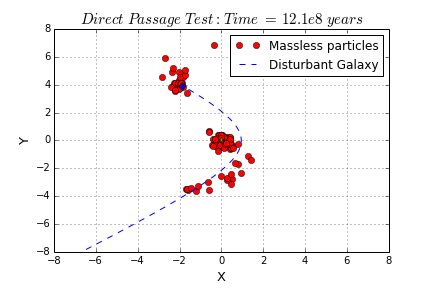 Direct Passage Test: Time = 12.1e8 years
Massless particles
Disturbant Galaxy
8
6
4
2
0
−2
−4
−6
−8
Y
−8 −6 −4 −2 0 2 4 6 8
X